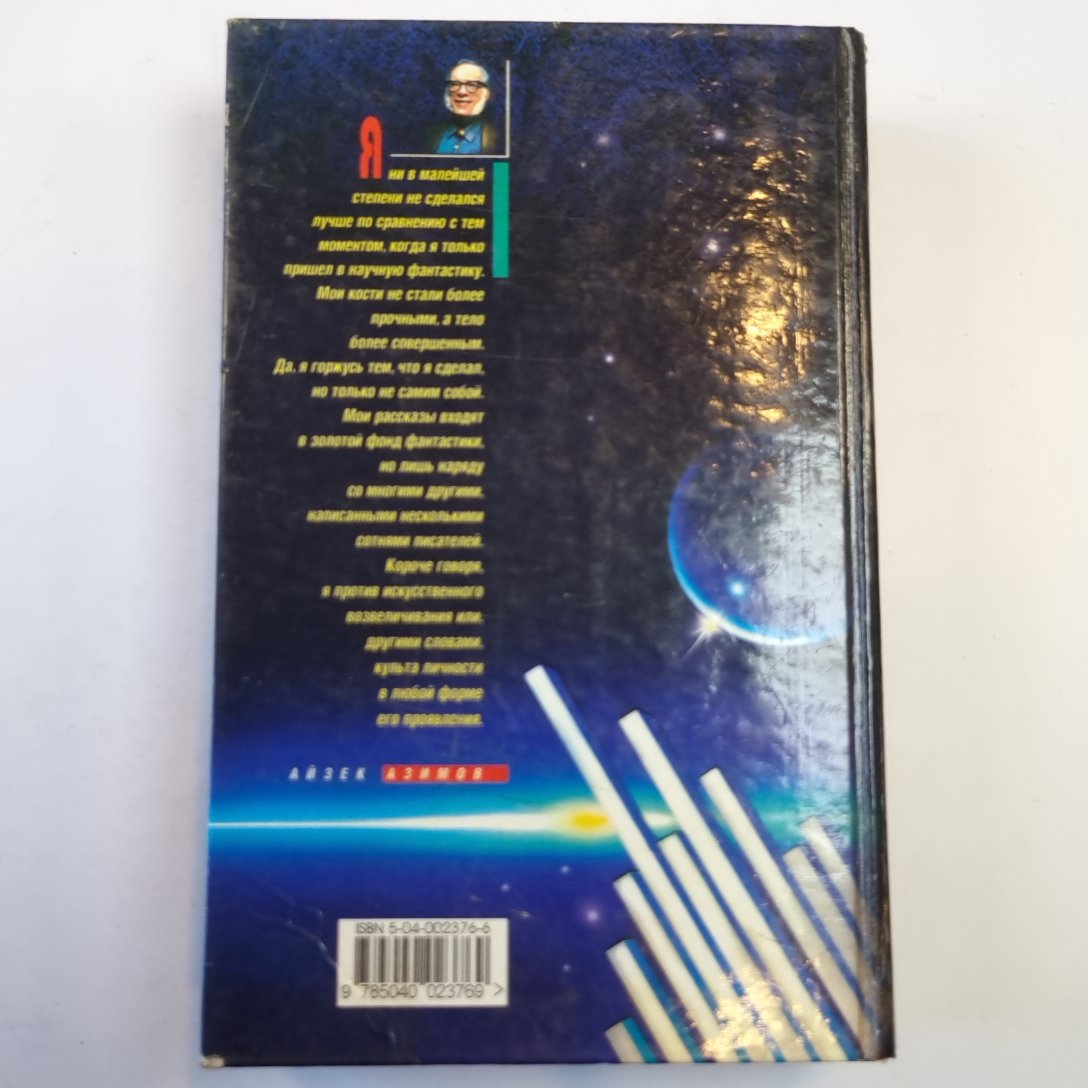 Я ни в малейшей
степени не сделался
лучше по сравнению с тем
моментом, когда я только
пришел в научную фантастику.
Мои кости не стали более
прочными, а тело
более совершенным.
Да, я горжусь тем, что я сделал,
но только не самим собой.
Мои рассказы входят
в золотой фонд фантастики,
но лишь наряду
со многими другими,
написанными несколькими
сотнями писателей.
Короче говоря,
я против искусственного
возвеличивания или,
другими словами,
культа личности
в любой форме
его проявления.
АЙЗЕК АЗИМОВ
ISBN 5-04-002376-6
9 785040 023769 >